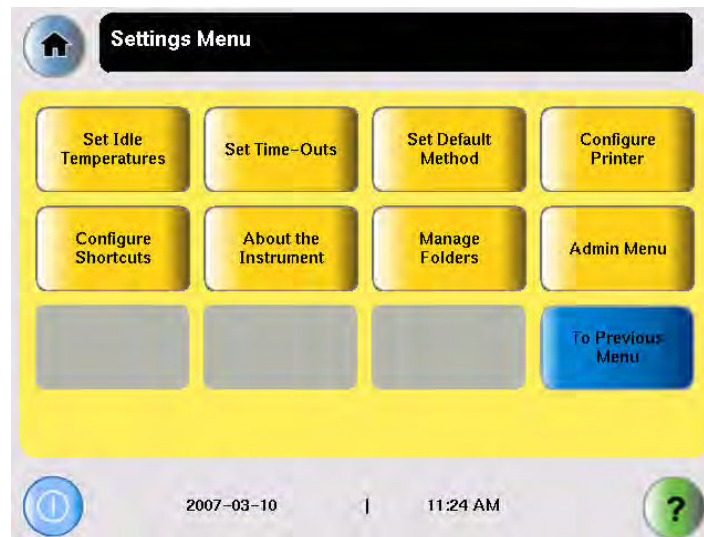 Settings Menu
Set Idle
Temperatures
Set Time-Outs
Set Default
Method
Configure
Printer
Configure
Shortcuts
About the
Instrument
Manage
Folders
Admin Menu
To Previous
Menu
2007-03-10 | 11:24 AM
?